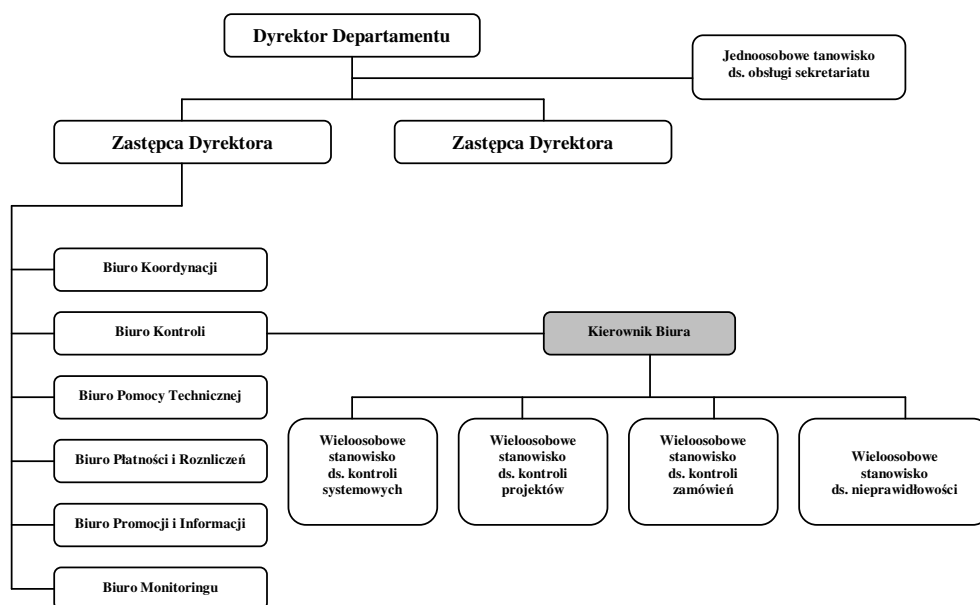 Dyrektor Departamentu
Jednoosobowe tanowisko
ds. obsługi sekretariatu
Zastępca Dyrektora
Zastępca Dyrektora
Biuro Koordynacji
Biuro Kontroli
Kierownik Biura
Biuro Pomocy Technicznej
Biuro Płatności i Roznliczeń
Biuro Promocji i Informacji
Biuro Monitoringu
Wieloosobowe
stanowisko
ds. kontroli
systemowych
Wieloosobowe
stanowisko
ds. kontroli
projektów
Wieloosobowe
stanowisko
ds. kontroli
zamówień
Wieloosobowe
stanowisko
ds. nieprawidłowości